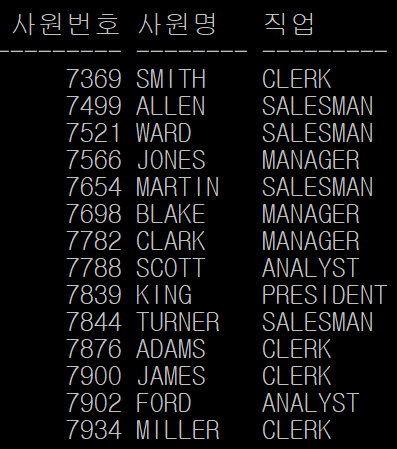 사원번호 사원명 직업
---------- -------- ---------
7369 SMITH CLERK
7499 ALLEN SALESMAN
7521 WARD SALESMAN
7566 JONES MANAGER
7654 MARTIN SALESMAN
7698 BLAKE MANAGER
7782 CLARK MANAGER
7788 SCOTT ANALYST
7839 KING PRESIDENT
7844 TURNER SALESMAN
7876 ADAMS CLERK
7900 JAMES CLERK
7902 FORD ANALYST
7934 MILLER CLERK